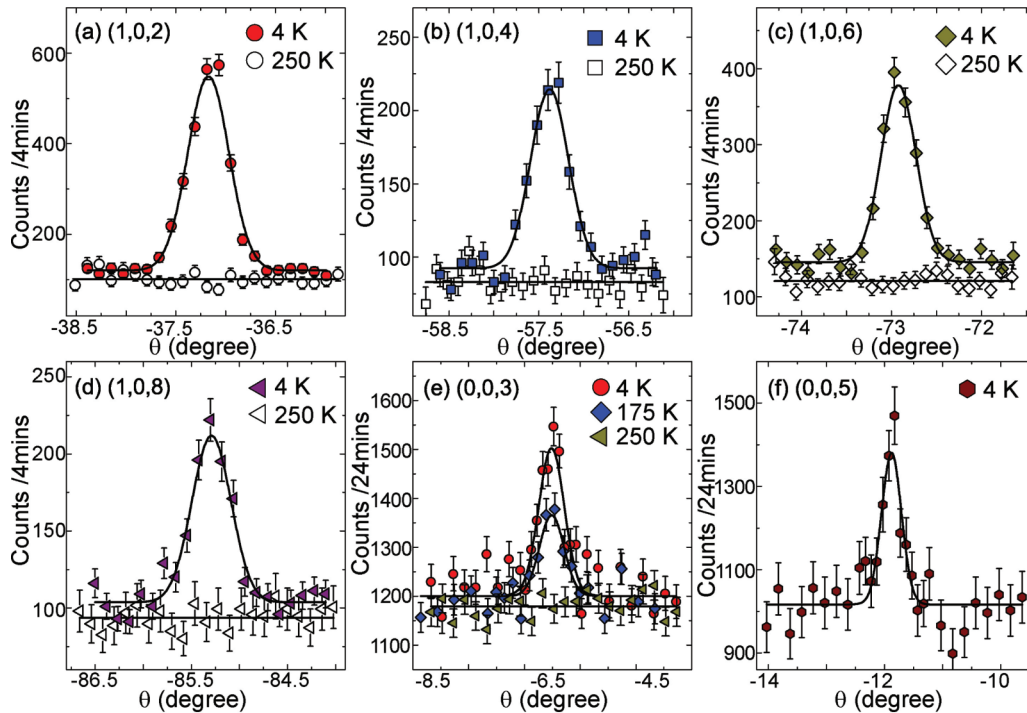 (a) (1,0,2)
4 K
250 K
600
400
200
Counts /4mins
-38.5
-37.5
-36.5
θ (degree)
(b) (1,0,4)
4 K
250 K
250
200
150
100
Counts /4mins
-58.5
-57.5
-56.5
θ (degree)
(c) (1,0,6)
4 K
250 K
400
300
200
100
Counts /4mins
-74
-73
-72
θ (degree)
(d) (1,0,8)
4 K
250 K
250
200
150
100
Counts /4mins
-86.5
-85.5
-84.5
θ (degree)
(e) (0,0,3)
4 K
175 K
250 K
1600
1500
1400
1300
1200
1100
Counts /24mins
-8.5
-6.5
-4.5
θ (degree)
(f) (0,0,5)
4 K
1500
1300
1100
900
Counts /24mins
-14
-12
-10
θ (degree)